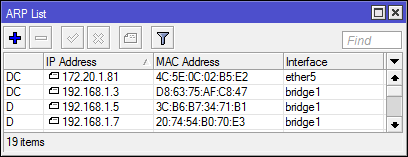 ARP List
Find
IP Address MAC Address Interface
DC 172.20.1.81 4C:5E:0C:02:B5:E2 ether5
DC 192.168.1.3 D8:63:75:AF:C8:47 bridge1
D 192.168.1.5 3C:B6:B7:34:71:B1 bridge1
D 192.168.1.7 20:74:54:B0:70:E3 bridge1
19 items